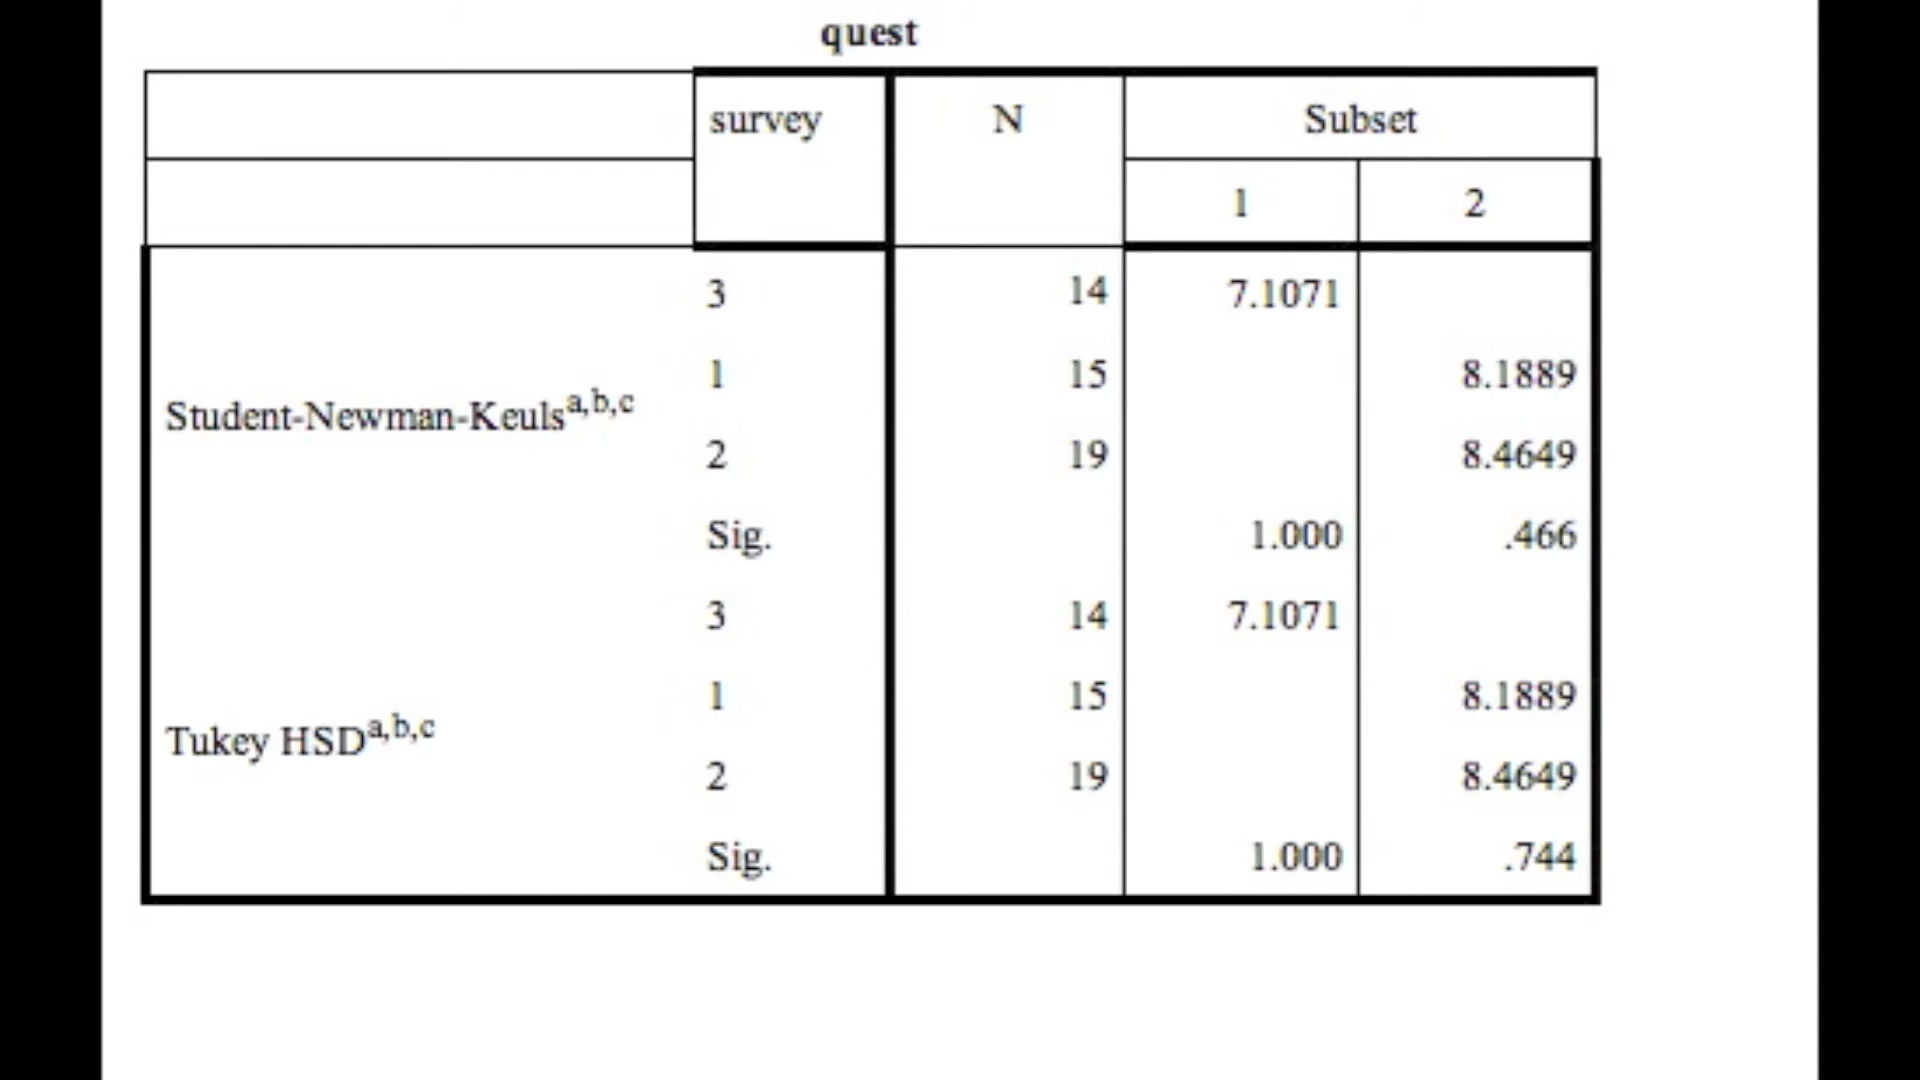 quest
survey N Subset
1 2
3 14 7.1071
1 15 8.1889
Student-Newman-Keulsa,b,c
2 19 8.4649
Sig. 1.000 .466
3 14 7.1071
1 15 8.1889
Tukey HSDa,b,c
2 19 8.4649
Sig. 1.000 .744